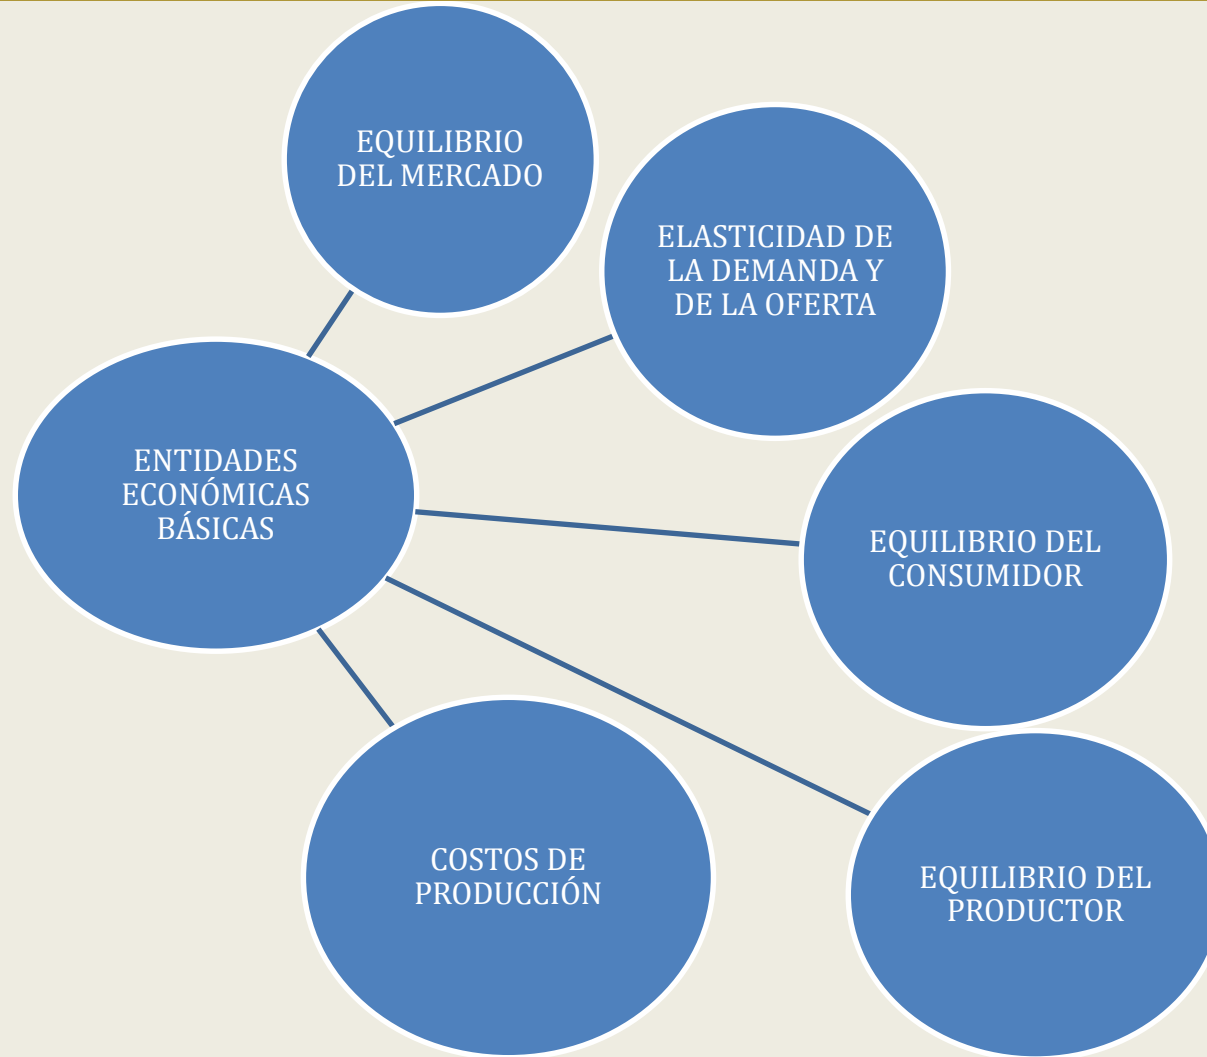 EQUILIBRIO
DEL MERCADO
ELASTICIDAD DE
LA DEMANDA Y
DE LA OFERTA
ENTIDADES
ECONÓMICAS
BÁSICAS
EQUILIBRIO DEL
CONSUMIDOR
COSTOS DE
PRODUCCIÓN
EQUILIBRIO DEL
PRODUCTOR